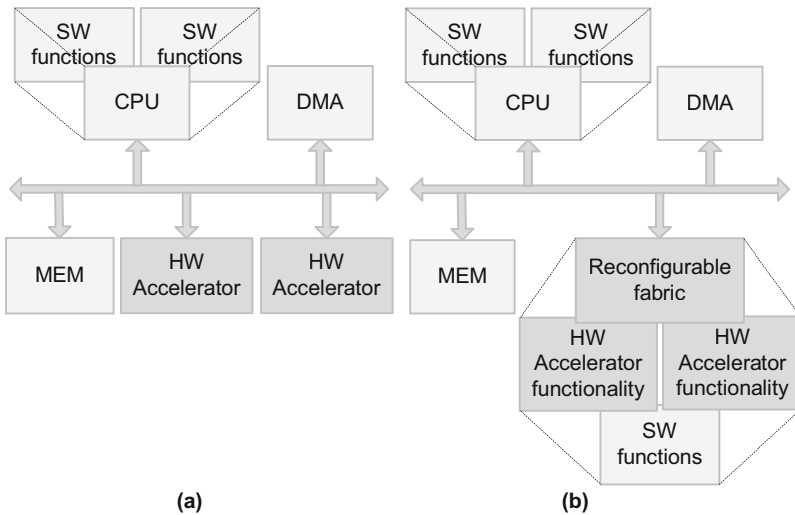 SW
functions
SW
functions
CPU
DMA
MEM
HW
Accelerator
HW
Accelerator
(a)
SW
functions
SW
functions
CPU
DMA
MEM
Reconfigurable
fabric
HW
Accelerator
functionality
HW
Accelerator
functionality
SW
functions
(b)